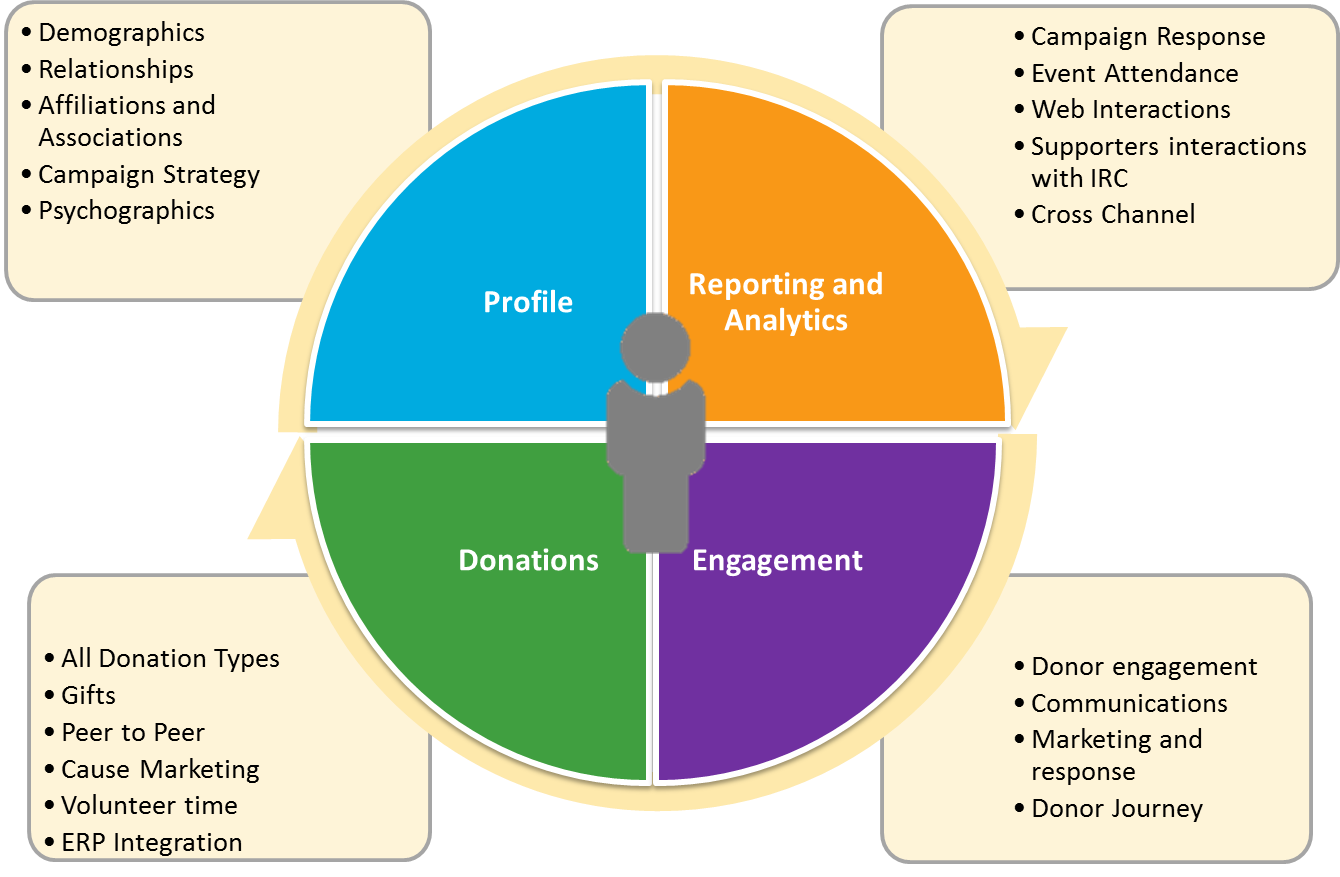 • Demographics
• Relationships
• Affiliations and
Associations
• Campaign Strategy
• Psychographics
• Campaign Response
• Event Attendance
• Web Interactions
• Supporters interactions
with IRC
• Cross Channel
Profile
Reporting and
Analytics
Donations
Engagement
• All Donation Types
• Gifts
• Peer to Peer
• Cause Marketing
• Volunteer time
• ERP Integration
• Donor engagement
• Communications
• Marketing and
response
• Donor Journey